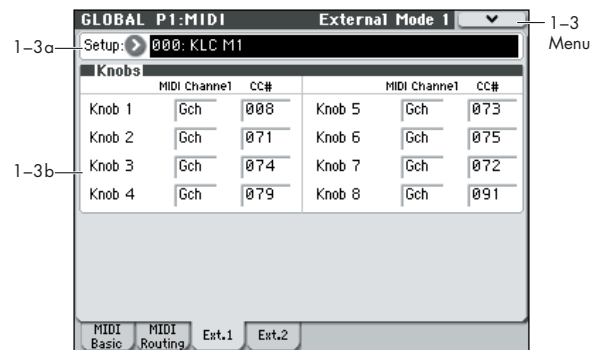 GLOBAL P1:MIDI External Mode 1
1–3
Menu
1–3a
Setup: 000: KLC M1
Knobs
MIDI Channel CC# MIDI Channel CC#
Knob 1 Gch 008 Knob 5 Gch 073
Knob 2 Gch 071 Knob 6 Gch 075
1–3b
Knob 3 Gch 074 Knob 7 Gch 072
Knob 4 Gch 079 Knob 8 Gch 091
MIDI Basic MIDI Routing Ext.1 Ext.2